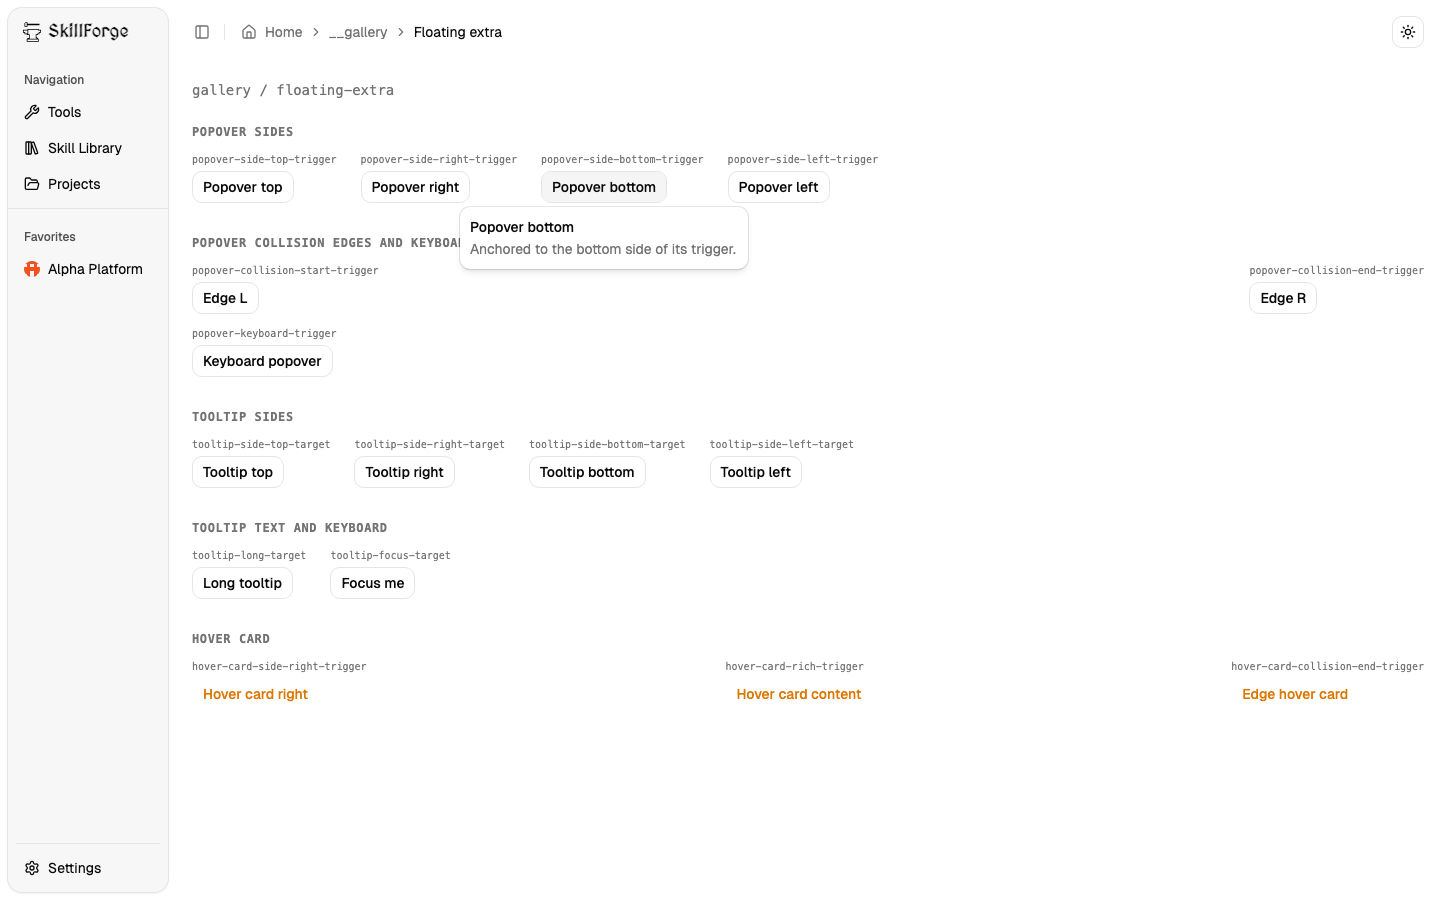 SkillForge
Navigation
Tools
Skill Library
Projects
Favorites
Alpha Platform
Settings
Home
__gallery
Floating extra
gallery / floating-extra
POPOVER SIDES
popover-side-top-trigger
popover-side-right-trigger
popover-side-bottom-trigger
popover-side-left-trigger
Popover top
Popover right
Popover bottom
Popover left
Popover bottom
Anchored to the bottom side of its trigger.
POPOVER COLLISION EDGES AND
popover-collision-start-trigger
popover-collision-end-trigger
Edge L
Edge R
popover-keyboard-trigger
Keyboard popover
TOOLTIP SIDES
tooltip-side-top-target
tooltip-side-right-target
tooltip-side-bottom-target
tooltip-side-left-target
Tooltip top
Tooltip right
Tooltip bottom
Tooltip left
TOOLTIP TEXT AND KEYBOARD
tooltip-long-target
tooltip-focus-target
Long tooltip
Focus me
HOVER CARD
hover-card-side-right-trigger
hover-card-rich-trigger
hover-card-collision-end-trigger
Hover card right
Hover card content
Edge hover card